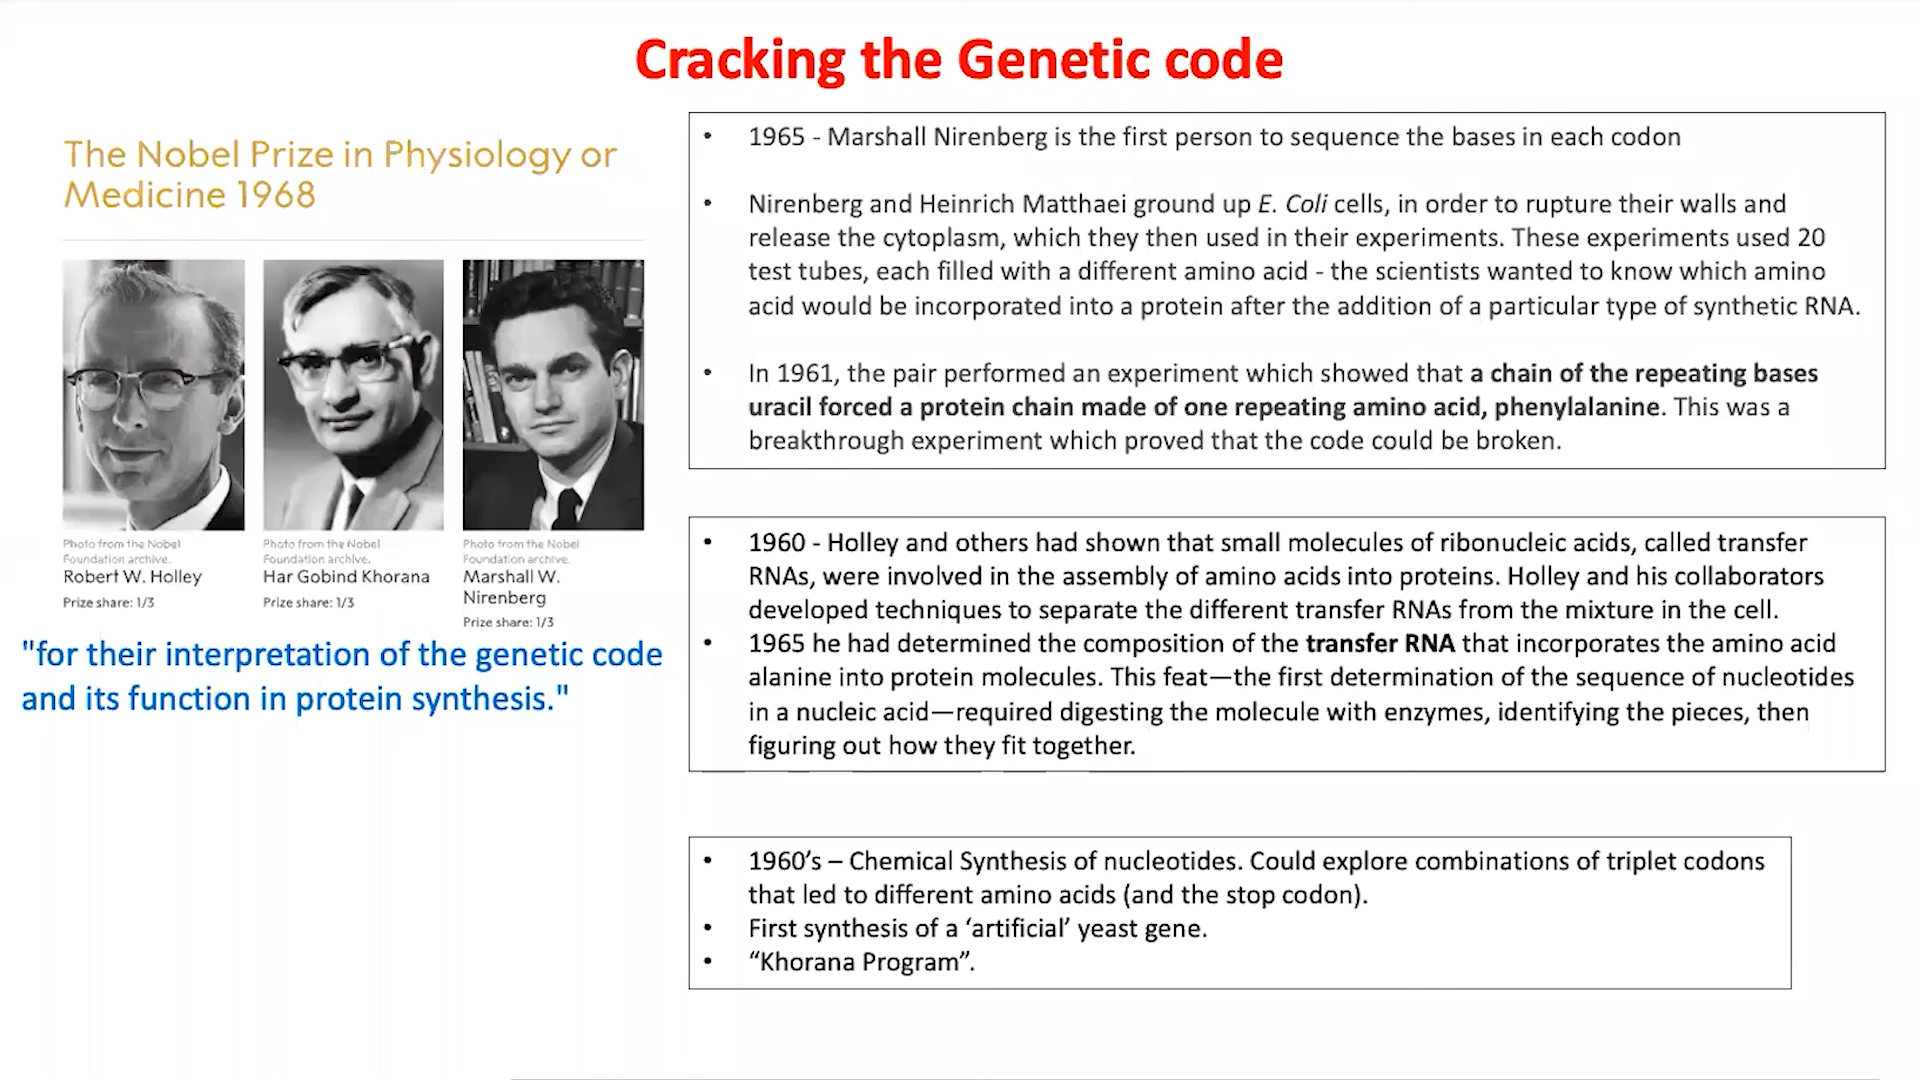 Cracking the Genetic code
The Nobel Prize in Physiology or
Medicine 1968
Photo from the Nobel
Foundation archive.
Robert W. Holley
Prize share: 1/3
Photo from the Nobel
Foundation archive.
Har Gobind Khorana
Prize share: 1/3
Photo from the Nobel
Foundation archive.
Marshall W.
Nirenberg
Prize share: 1/3
"for their interpretation of the genetic code
and its function in protein synthesis."
• 1965 - Marshall Nirenberg is the first person to sequence the bases in each codon
• Nirenberg and Heinrich Matthaei ground up E. Coli cells, in order to rupture their walls and
release the cytoplasm, which they then used in their experiments. These experiments used 20
test tubes, each filled with a different amino acid - the scientists wanted to know which amino
acid would be incorporated into a protein after the addition of a particular type of synthetic RNA.
• In 1961, the pair performed an experiment which showed that a chain of the repeating bases
uracil forced a protein chain made of one repeating amino acid, phenylalanine. This was a
breakthrough experiment which proved that the code could be broken.
• 1960 - Holley and others had shown that small molecules of ribonucleic acids, called transfer
RNAs, were involved in the assembly of amino acids into proteins. Holley and his collaborators
developed techniques to separate the different transfer RNAs from the mixture in the cell.
• 1965 he had determined the composition of the transfer RNA that incorporates the amino acid
alanine into protein molecules. This feat—the first determination of the sequence of nucleotides
in a nucleic acid—required digesting the molecule with enzymes, identifying the pieces, then
figuring out how they fit together.
• 1960’s – Chemical Synthesis of nucleotides. Could explore combinations of triplet codons
that led to different amino acids (and the stop codon).
• First synthesis of a ‘artificial’ yeast gene.
• “Khorana Program”.